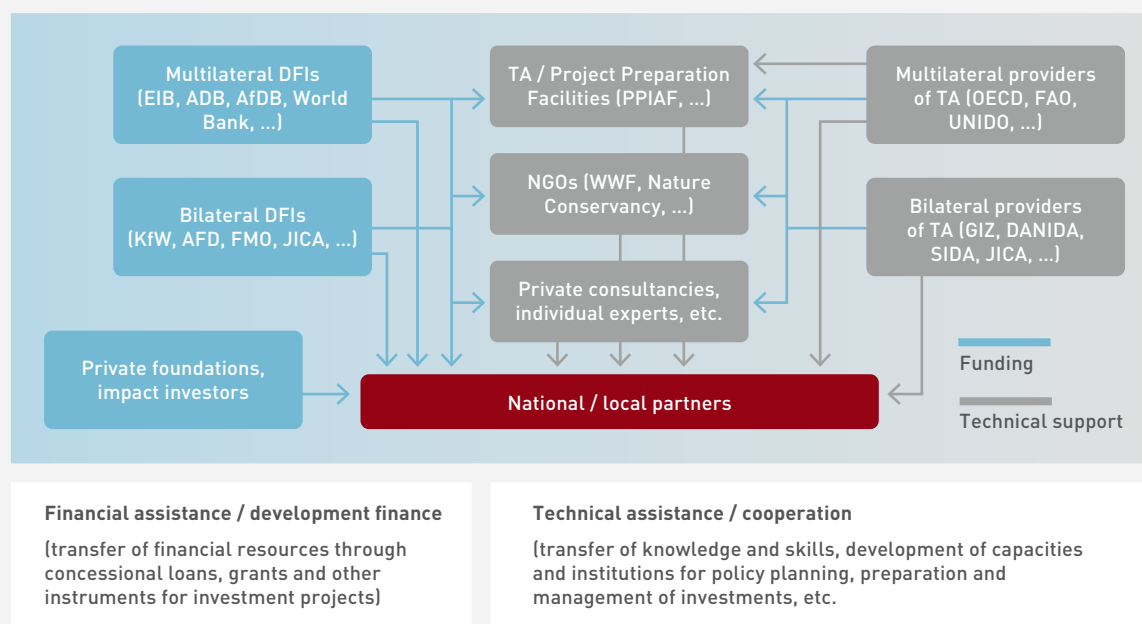 Multilateral DFIs
(EIB, ADB, AfDB, World
Bank, ...)
TA / Project Preparation
Facilities (PPIAF, ...)
Multilateral providers
of TA (OECD, FAO,
UNIDO, ...)
NGOs (WWF, Nature
Conservancy, ...)
Bilateral DFIs
(KfW, AFD, FMO, JICA, ...)
Bilateral providers
of TA (GIZ, DANIDA,
SIDA, JICA, ...)
Private consultancies,
individual experts, etc.
Private foundations,
impact investors
National / local partners
Funding
Technical support
Financial assistance / development finance
(transfer of financial resources through
concessional loans, grants and other
instruments for investment projects)
Technical assistance / cooperation
(transfer of knowledge and skills, development of capacities
and institutions for policy planning, preparation and
management of investments, etc.